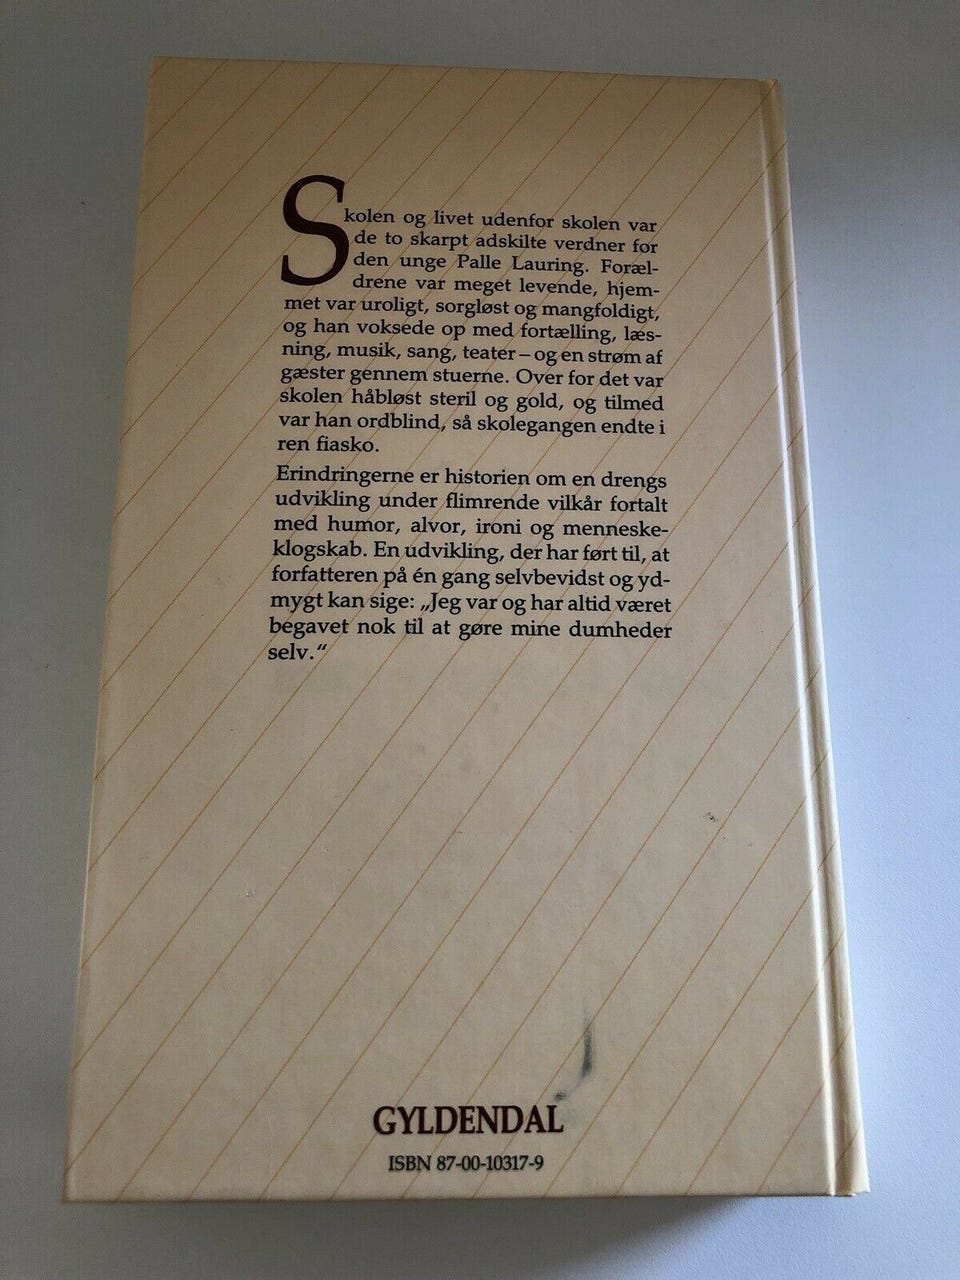 Skolen og livet udenfor skolen var
de to skarpt adskilte verdner for
den unge Palle Lauring. Foræl-
drene var meget levende, hjem-
met var uroligt, sorgløst og mangfoldigt,
og han voksede op med fortælling, læs-
ning, musik, sang, teater – og en strøm af
gæster gennem stuerne. Over for det var
skolen håbløst steril og gold, og tilmed
var han ordblind, så skolegangen endte i
ren fiasko.
Erindringerne er historien om en drengs
udvikling under flimrende vilkår fortalt
med humor, alvor, ironi og menneske-
klogskab. En udvikling, der har ført til, at
forfatteren på én gang selvbevidst og yd-
mygt kan sige: „Jeg var og har altid været
begavet nok til at gøre mine dumheder
selv.“
GYLDENDAL
ISBN 87-00-10317-9